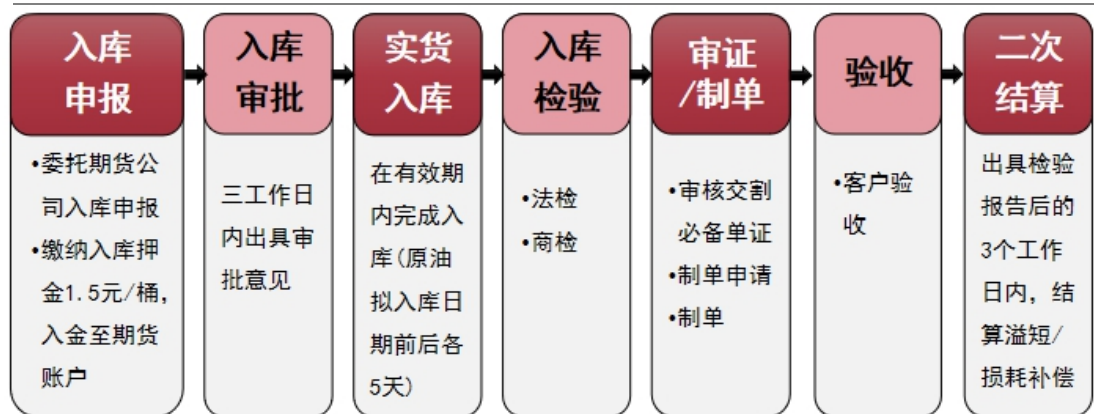 入库
申报
•委托期货公
司入库申报
•缴纳入库押
金1.5元/桶，
入金至期货
账户
入库
审批
三工作日
内出具审
批意见
实货
入库
在有效期
内完成入
库(原油
拟入库日
期前后各
5天)
入库
检验
•法检
•商检
审证
/制单
•审核交割
必备单证
•制单申请
•制单
验收
•客户验
收
二次
结算
出具检验
报告后的
3个工作
日内，结
算溢短/
损耗补偿